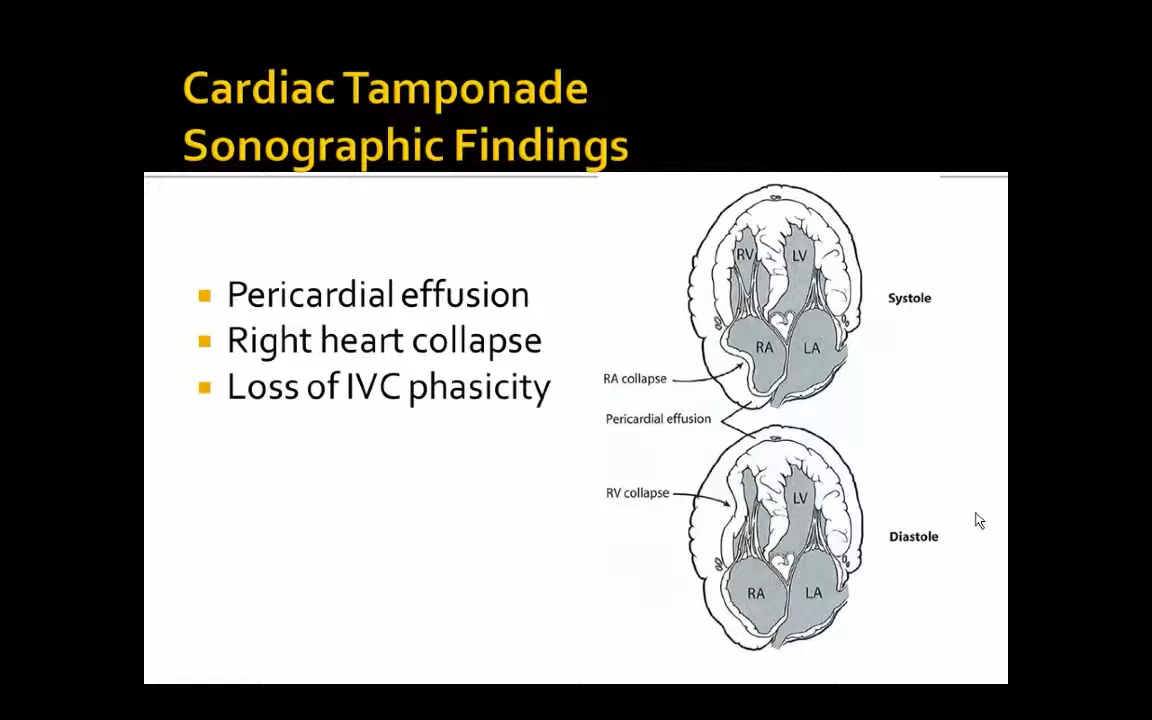 Cardiac Tamponade
Sonographic Findings
Pericardial effusion
Right heart collapse
Loss of IVC phasicity
RV
LV
Systole
RA
LA
RA collapse
Pericardial effusion
RV collapse
LV
Diastole
RA
LA